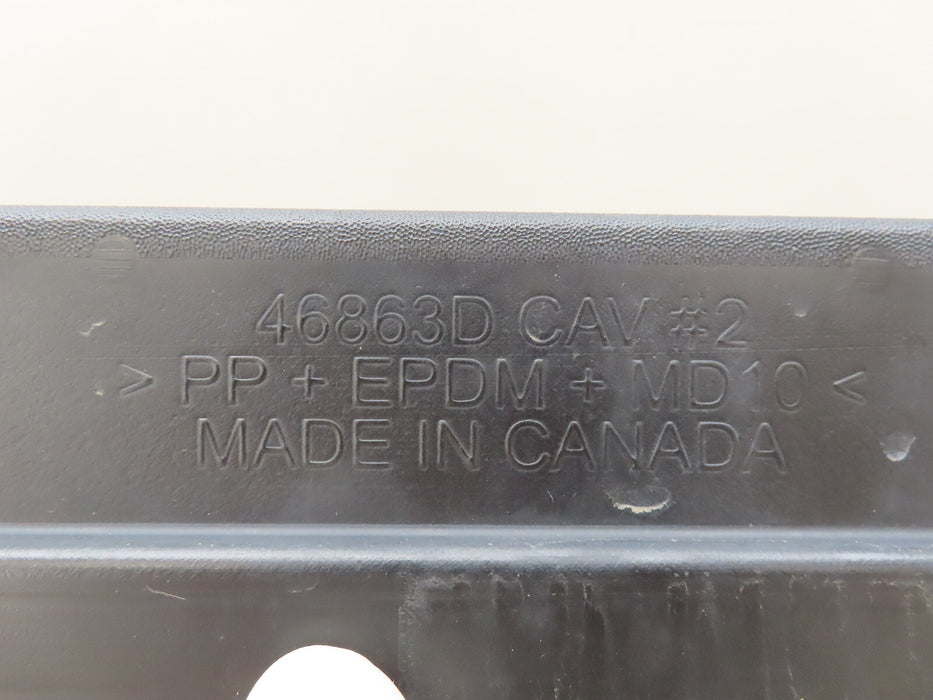 46863D CAV #2
> PP + EPDM + MD10 <
MADE IN CANADA